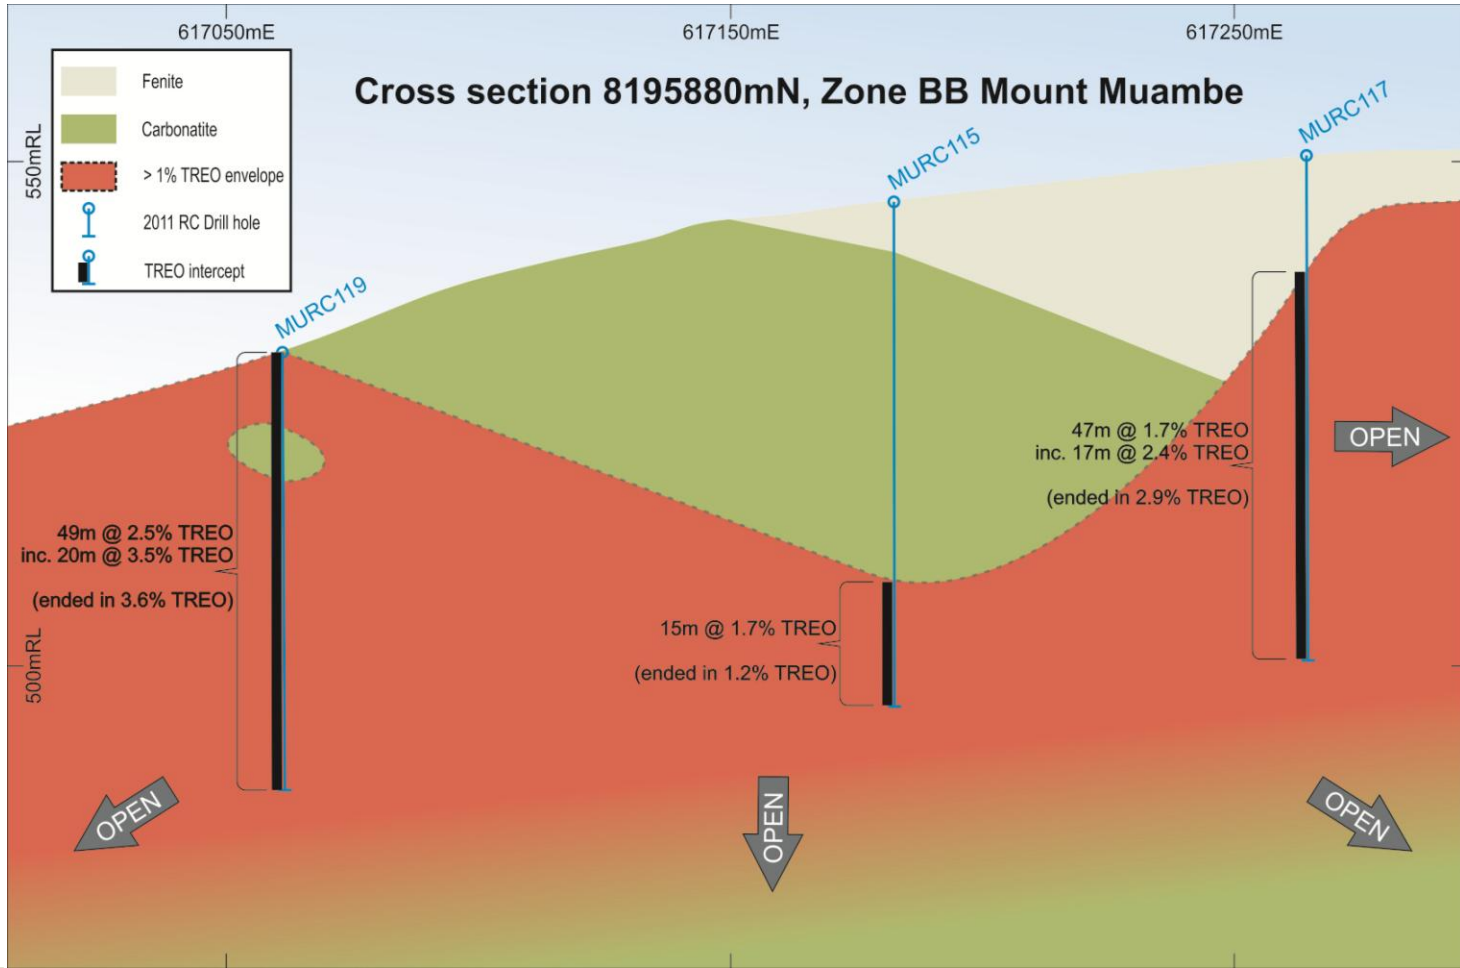 617050mE
617150mE
617250mE
Cross section 8195880mN, Zone BB Mount Muambe
Fenite
Carbonatite
> 1% TREO envelope
2011 RC Drill hole
TREO intercept
550mRL
500mRL
MURC119
MURC115
MURC117
49m @ 2.5% TREO
inc. 20m @ 3.5% TREO
(ended in 3.6% TREO)
15m @ 1.7% TREO
(ended in 1.2% TREO)
47m @ 1.7% TREO
inc. 17m @ 2.4% TREO
(ended in 2.9% TREO)
OPEN
OPEN
OPEN
OPEN